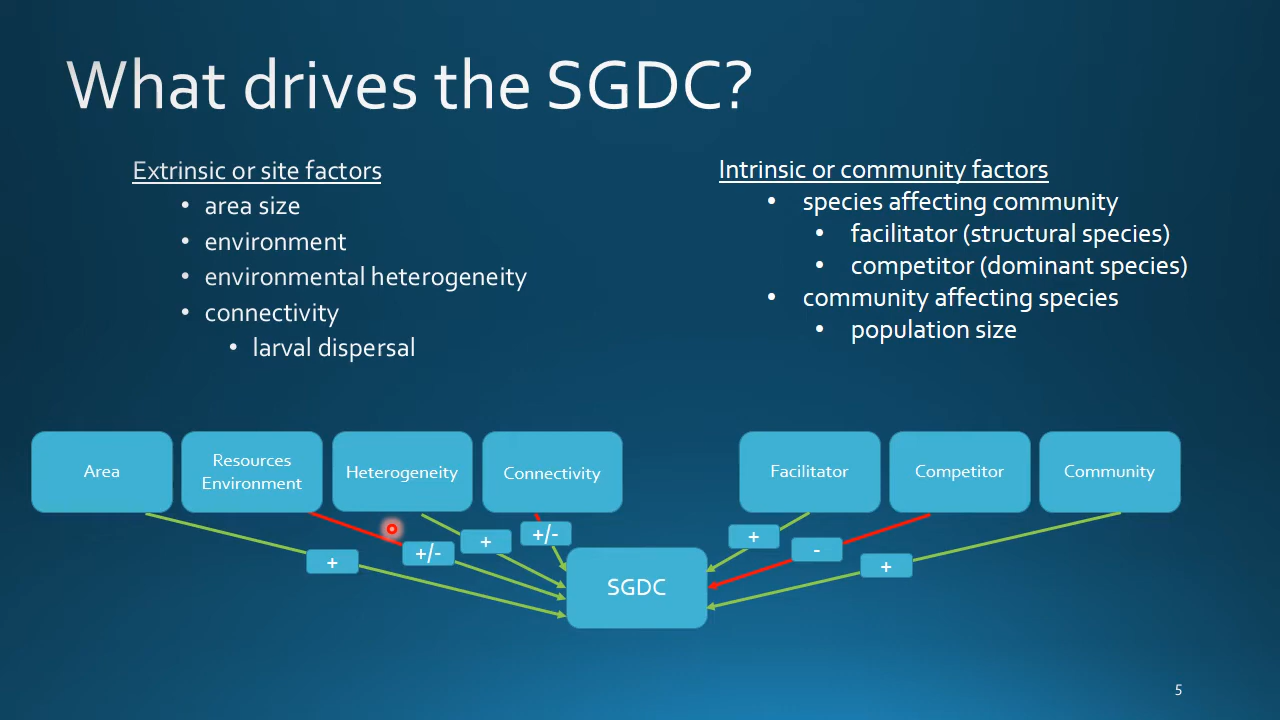 What drives the SGDC?
Extrinsic or site factors
• area size
• environment
• environmental heterogeneity
• connectivity
• larval dispersal
Intrinsic or community factors
• species affecting community
• facilitator (structural species)
• competitor (dominant species)
• community affecting species
• population size
Area
Resources
Environment
Heterogeneity
Connectivity
Facilitator
Competitor
Community
+
+/-
+
+/-
+
-
+
SGDC
5